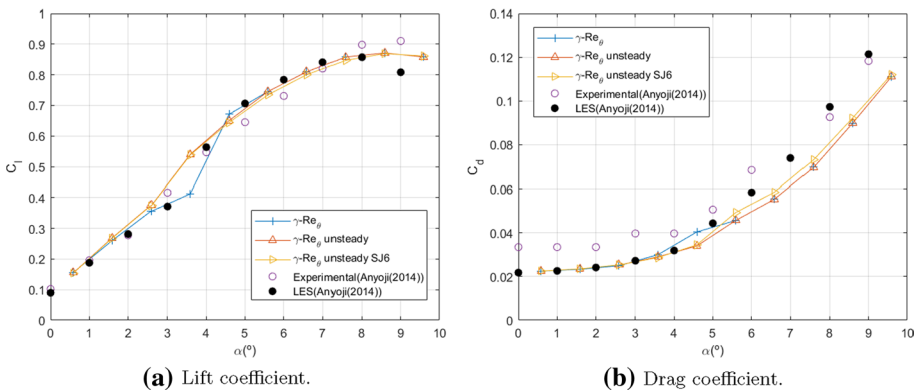 1
0.9
0.8
0.7
0.6
0.5
0.4
0.3
0.2
0.1
0
C_l
0 1 2 3 4 5 6 7 8 9 10
α(º)
γ-Re_θ
γ-Re_θ unsteady
γ-Re_θ unsteady SJ6
Experimental(Anyoji(2014))
LES(Anyoji(2014))
(a) Lift coefficient.
0.14
0.12
0.1
0.08
0.06
0.04
0.02
0
C_d
0 1 2 3 4 5 6 7 8 9 10
α(º)
γ-Re_θ
γ-Re_θ unsteady
γ-Re_θ unsteady SJ6
Experimental(Anyoji(2014))
LES(Anyoji(2014))
(b) Drag coefficient.